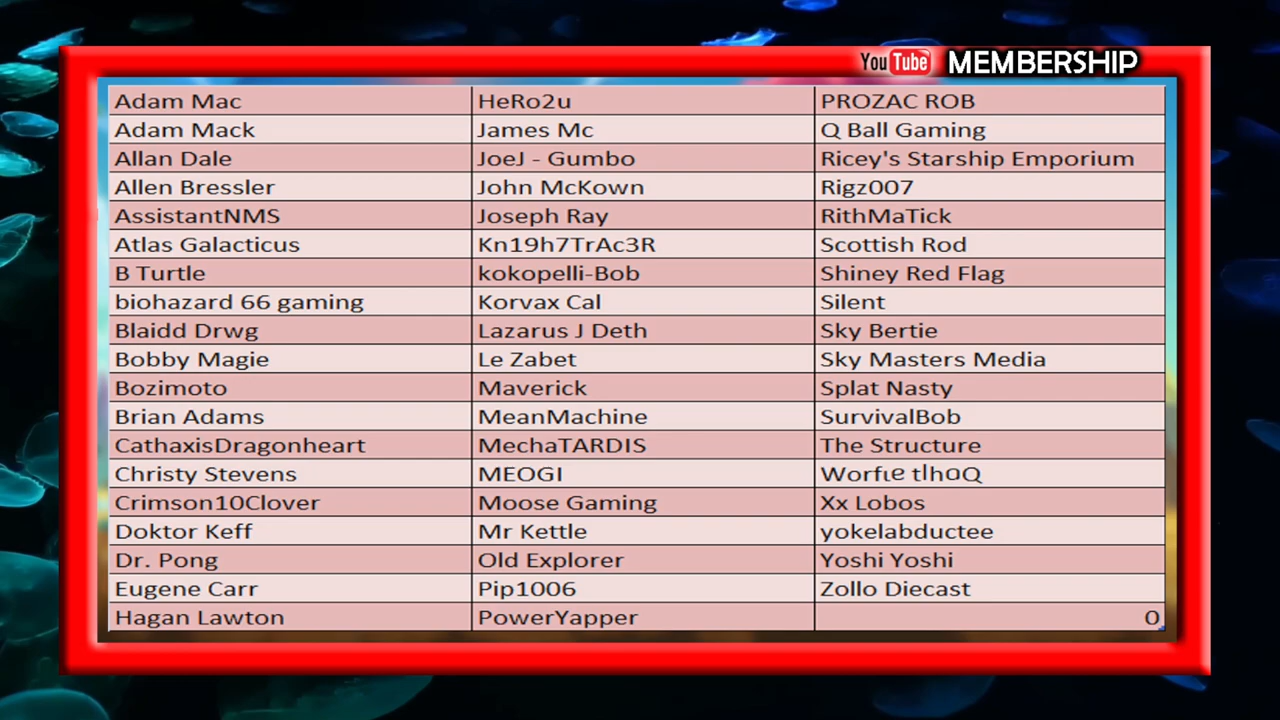 YouTube MEMBERSHIP
Adam Mac HeRo2u PROZAC ROB
Adam Mack James Mc Q Ball Gaming
Allan Dale JoeJ - Gumbo Ricey's Starship Emporium
Allen Bressler John McKown Rigz007
AssistantNMS Joseph Ray RithMaTick
Atlas Galacticus Kn19h7TrAc3R Scottish Rod
B Turtle kokopelli-Bob Shiney Red Flag
biohazard 66 gaming Korvax Cal Silent
Blaidd Drwg Lazarus J Deth Sky Bertie
Bobby Magie Le Zabet Sky Masters Media
Bozimoto Maverick Splat Nasty
Brian Adams MeanMachine SurvivalBob
CathaxisDragonheart MechaTARDIS The Structure
Christy Stevens MEOGI Worfɩҽ tlhɑQ
Crimson10Clover Moose Gaming Xx Lobos
Doktor Keff Mr Kettle yokelabductee
Dr. Pong Old Explorer Yoshi Yoshi
Eugene Carr Pip1006 Zollo Diecast
Hagan Lawton PowerYapper 0